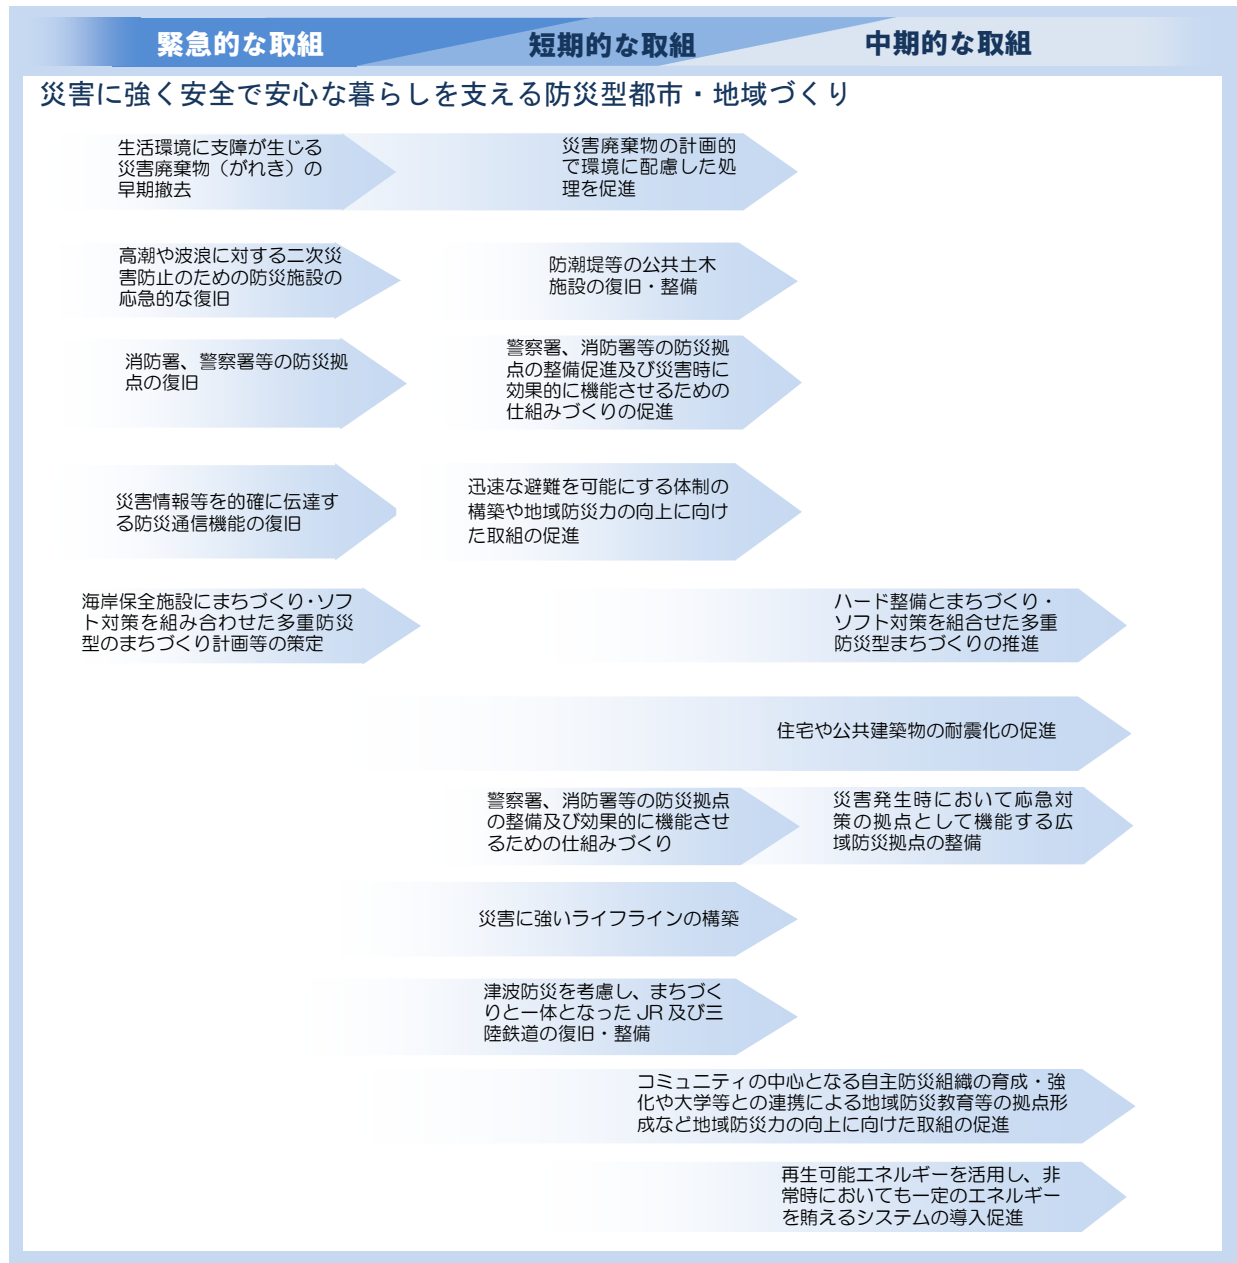 緊急的な取組
短期的な取組
中期的な取組
災害に強く安全で安心な暮らしを支える防災型都市・地域づくり
生活環境に支障が生じる
災害廃棄物（がれき）の
早期撤去
災害廃棄物の計画的
で環境に配慮した処
理を促進
高潮や波浪に対する二次災
害防止のための防災施設の
応急的な復旧
防潮堤等の公共土木
施設の復旧・整備
消防署、警察署等の防災拠
点の復旧
警察署、消防署等の防災拠
点の整備促進及び災害時に
効果的に機能させるための
仕組みづくりの促進
災害情報等を的確に伝達す
る防災通信機能の復旧
迅速な避難を可能にする体制の
構築や地域防災力の向上に向け
た取組の促進
海岸保全施設にまちづくり・ソフ
ト対策を組み合わせた多重防災
型のまちづくり計画等の策定
ハード整備とまちづくり・
ソフト対策を組合せた多重
防災型まちづくりの推進
住宅や公共建築物の耐震化の促進
警察署、消防署等の防災拠点
の整備及び効果的に機能させ
るための仕組みづくり
災害発生時において応急対
策の拠点として機能する広
域防災拠点の整備
災害に強いライフラインの構築
津波防災を考慮し、まちづく
りと一体となった JR 及び三
陸鉄道の復旧・整備
コミュニティの中心となる自主防災組織の育成・強
化や大学等との連携による地域防災教育等の拠点形
成など地域防災力の向上に向けた取組の促進
再生可能エネルギーを活用し、非
常時においても一定のエネルギー
を賄えるシステムの導入促進